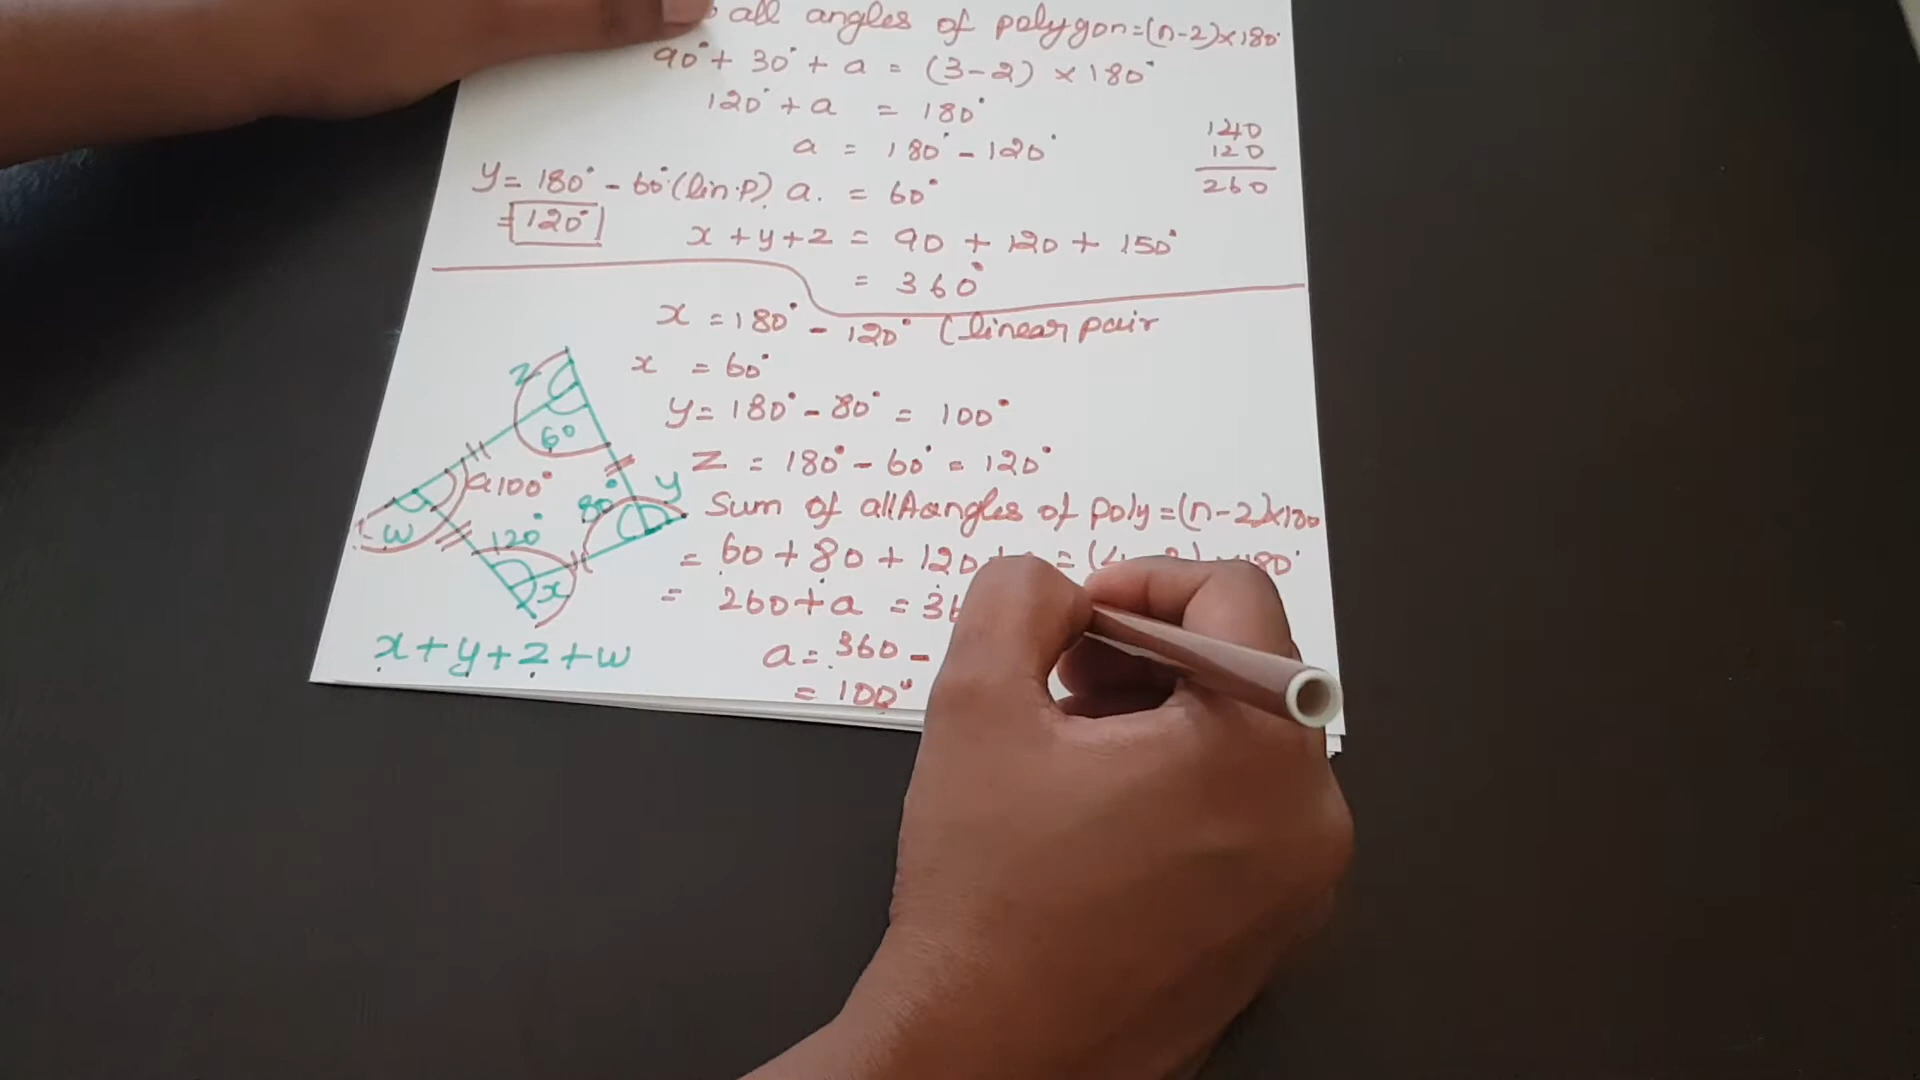 all angles of polygon=(n-2)×180°
90°+ 30° + a = (3-2) × 180°
120° + a = 180°
a = 180° - 120°
140
120
260
y= 180° - 60° (lin.P) a. = 60°
= 120°
x + y + z = 90 + 120 + 150°
= 360°
x = 180° - 120° (linear pair
x = 60°
y= 180° - 80° = 100°
z = 180° - 60° = 120°
Sum of all angles of poly = (n-2)×180
= 60 + 80 + 120 = 180°
= 260 + a = 36
a = 360 -
= 100°
z
60
a 100°
w
120°
80°
y
x
x + y + z + w